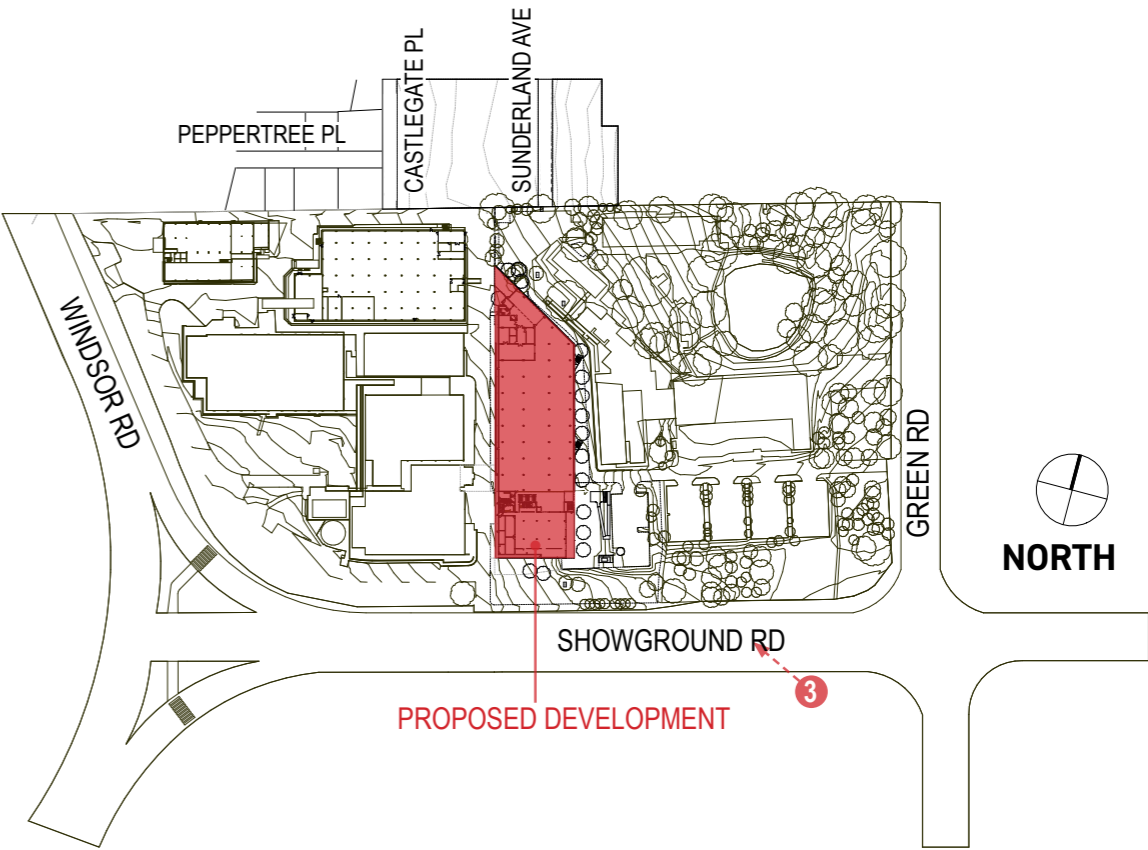 CASTLEGATE PL
SUNDERLAND AVE
PEPPERTREE PL
WINDSOR RD
GREEN RD
NORTH
SHOWGROUND RD
3
PROPOSED DEVELOPMENT